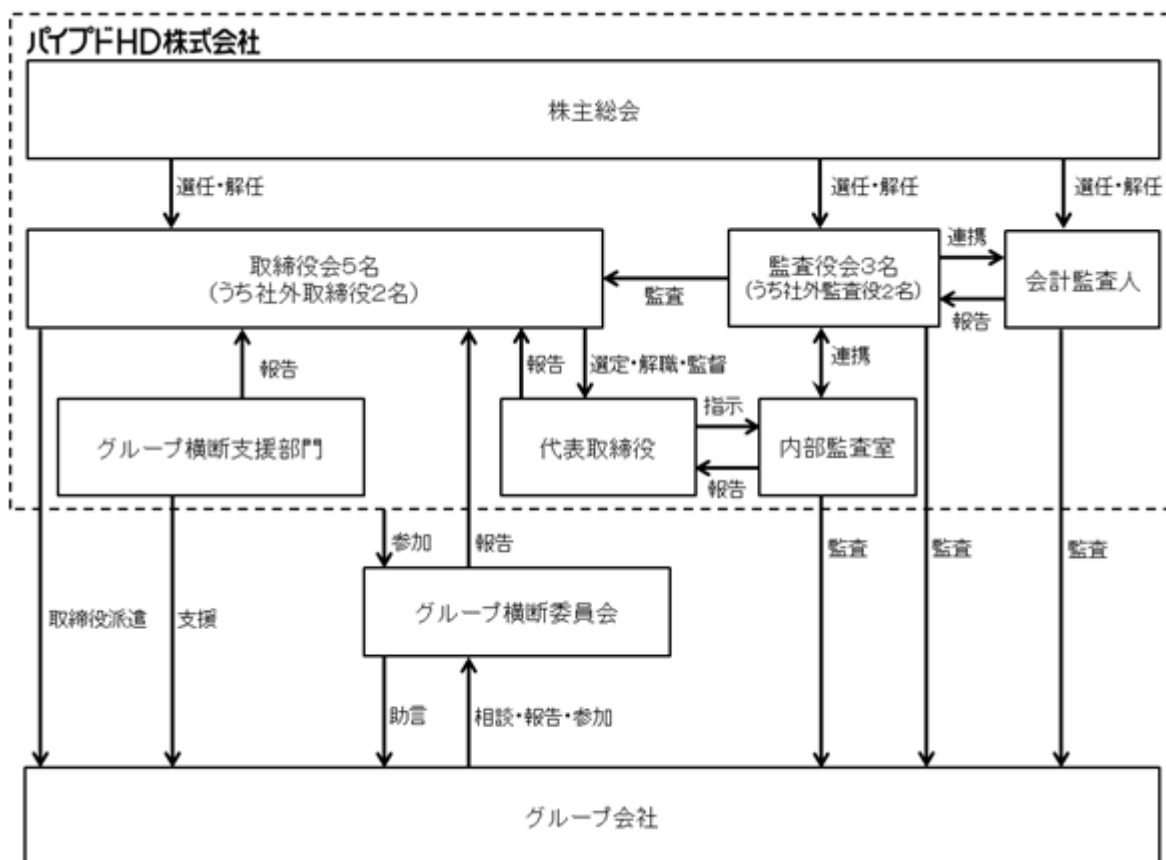 パイプドHD株式会社
株主総会
選任・解任
選任・解任
選任・解任
取締役会5名
(うち社外取締役2名)
監査
監査役会3名
(うち社外監査役2名)
連携
報告
会計監査人
報告
報告
選定・解職・監督
連携
グループ横断支援部門
代表取締役
指示
報告
内部監査室
参加
報告
監査
監査
監査
グループ横断委員会
取締役派遣
支援
助言
相談・報告・参加
グループ会社